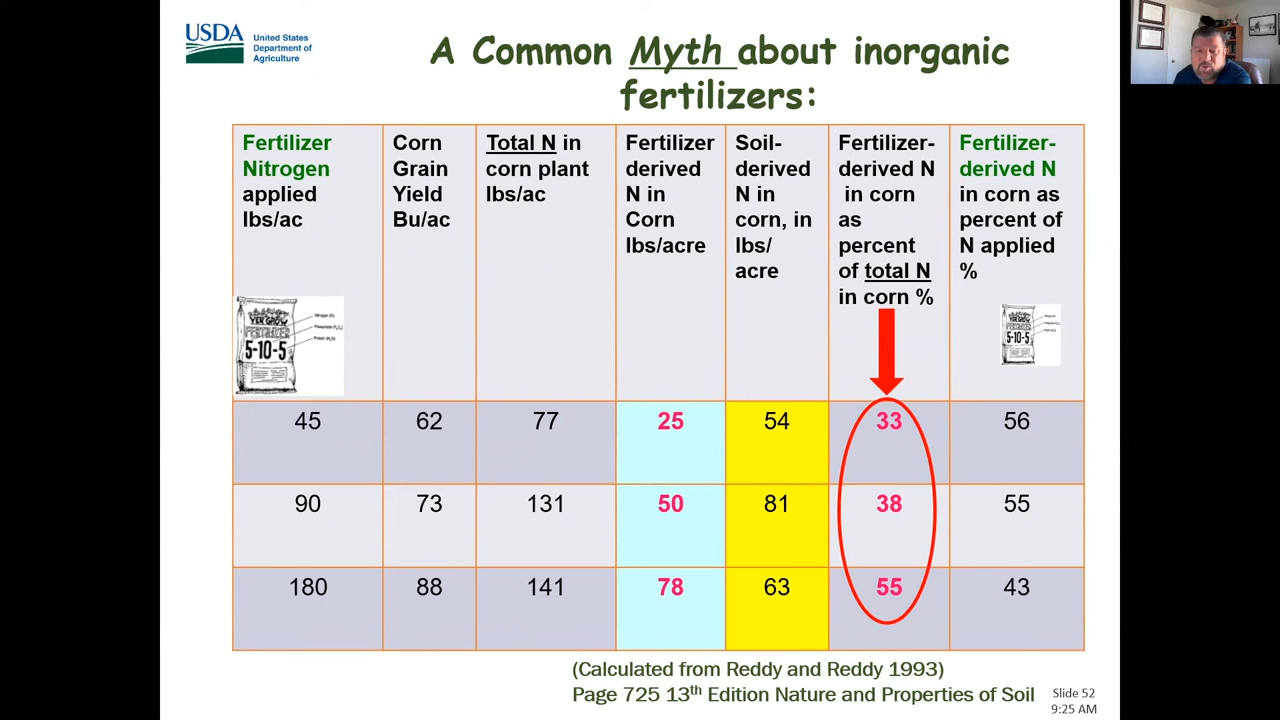 USDA
United States
Department of
Agriculture
A Common Myth about inorganic
fertilizers:
Fertilizer
Nitrogen
applied
lbs/ac
Corn
Grain
Yield
Bu/ac
Total N in
corn plant
lbs/ac
Fertilizer
derived
N in
Corn
lbs/acre
Soil-
derived
N in
corn, in
lbs/
acre
Fertilizer-
derived N
in corn
as
percent
of total N
in corn %
Fertilizer-
derived N
in corn as
percent of
N applied
%
YER GROW
FERTILIZER
5-10-5
5-10-5
45 62 77 25 54 33 56
90 73 131 50 81 38 55
180 88 141 78 63 55 43
(Calculated from Reddy and Reddy 1993)
Page 725 13th Edition Nature and Properties of Soil
Slide 52
9:25 AM